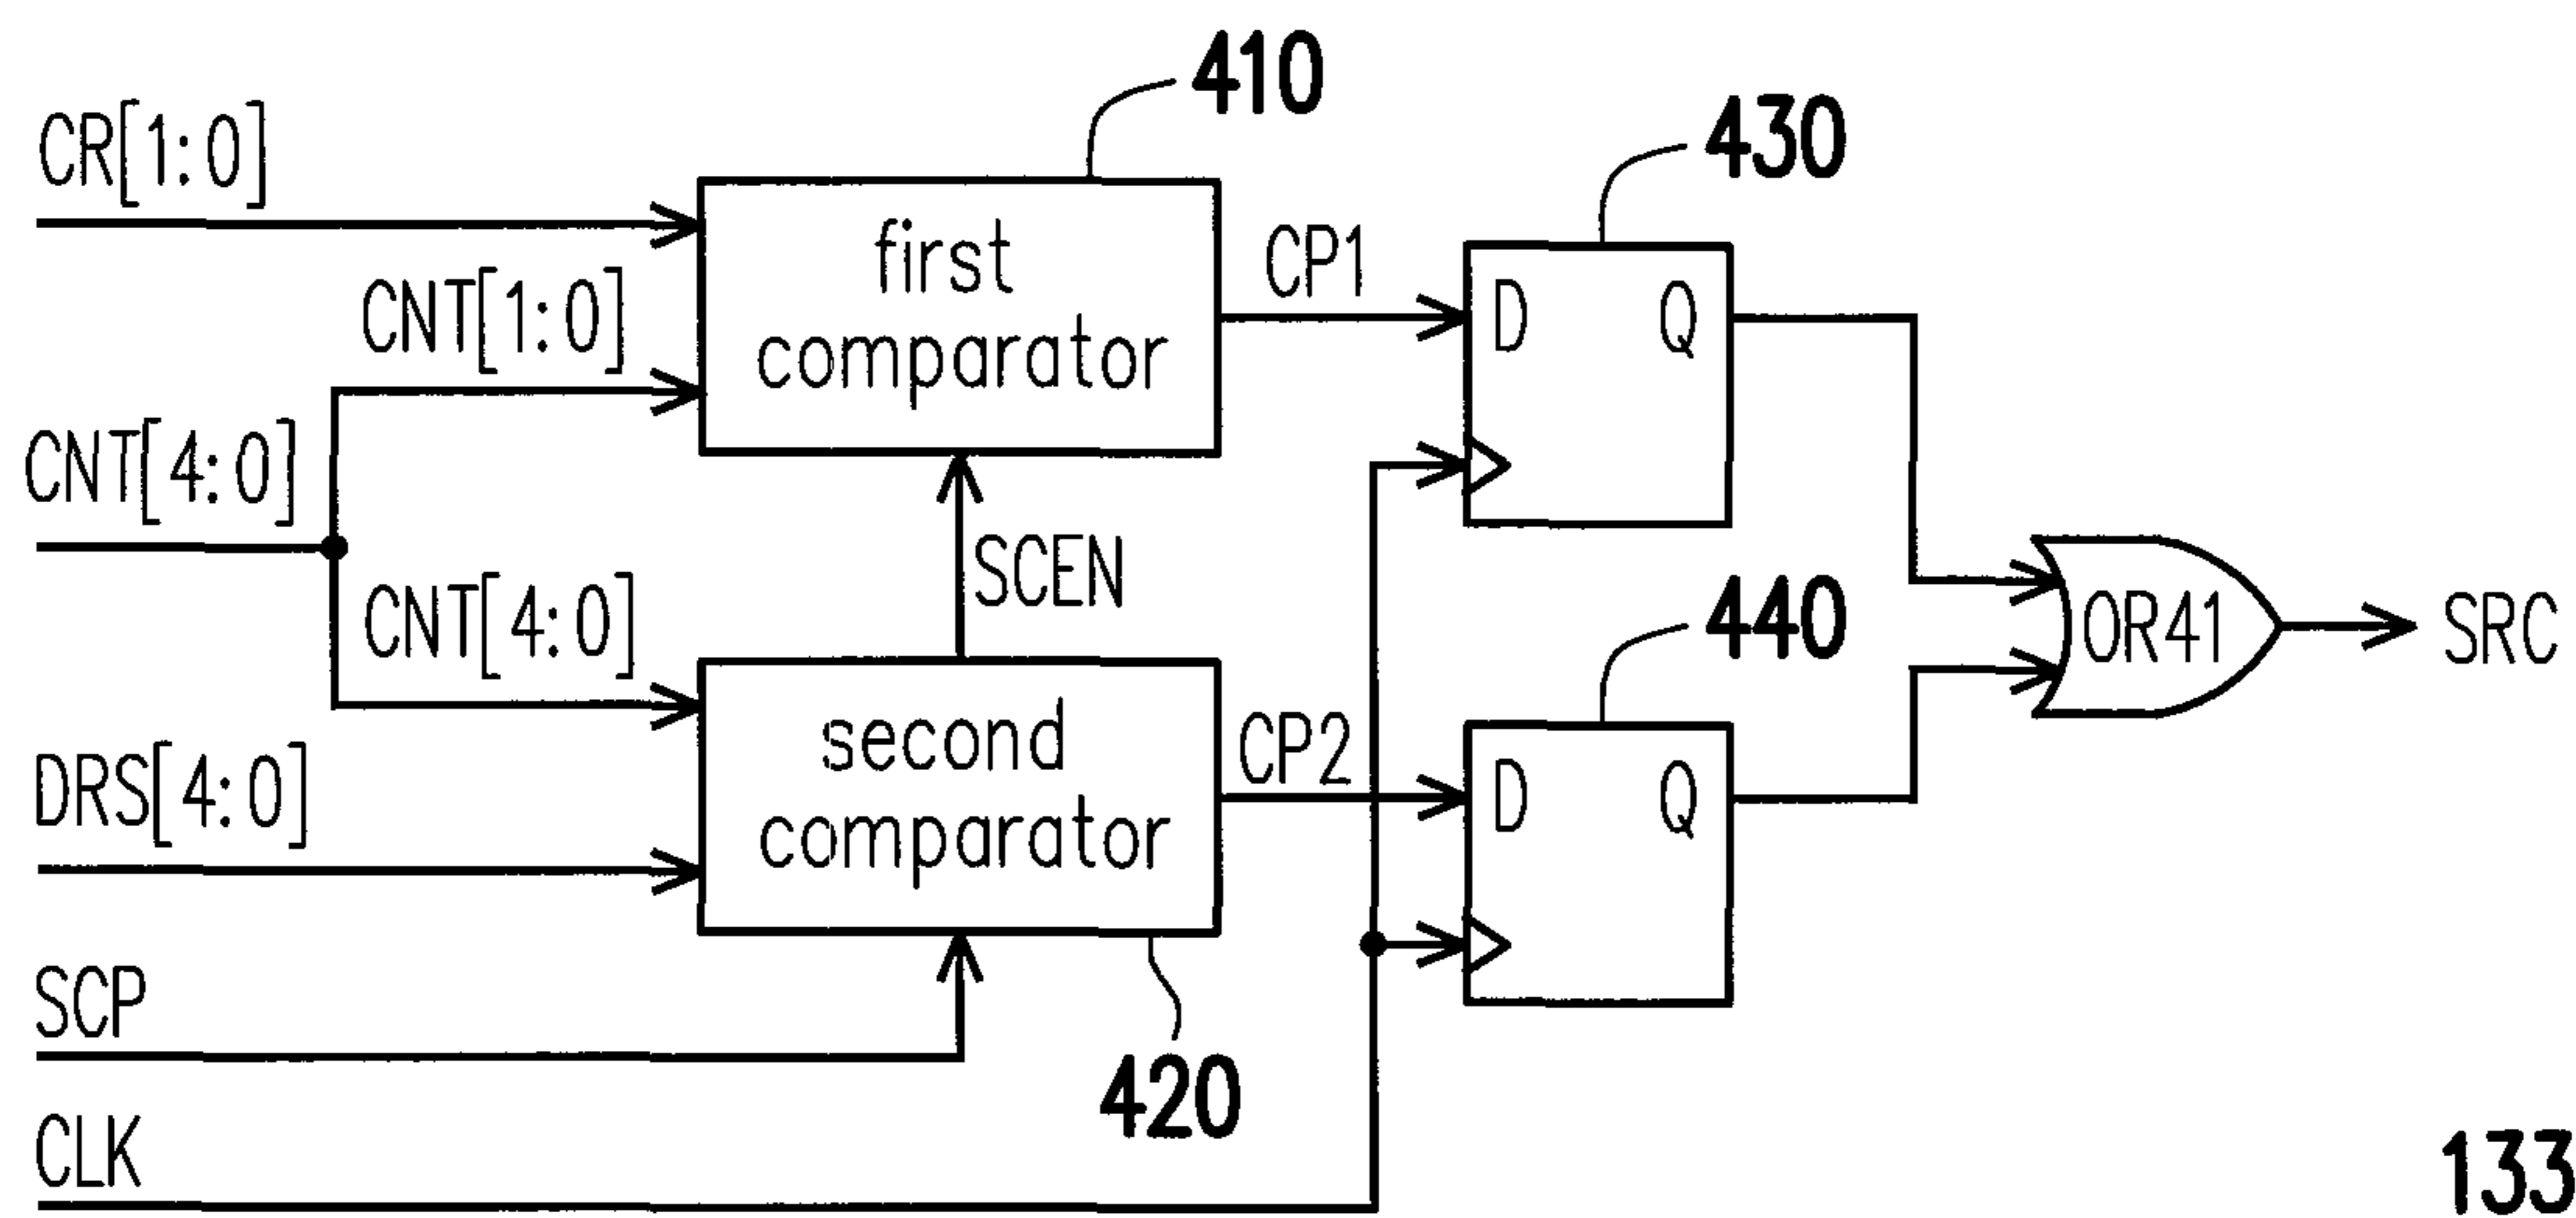 410
CR[1:0]
430
first
comparator
CNT[1:0]
CP1
D
Q
CNT[4:0]
SCEN
CNT[4:0]
440
OR41
SRC
second
comparator
CP2
D
Q
DRS[4:0]
SCP
420
CLK
133